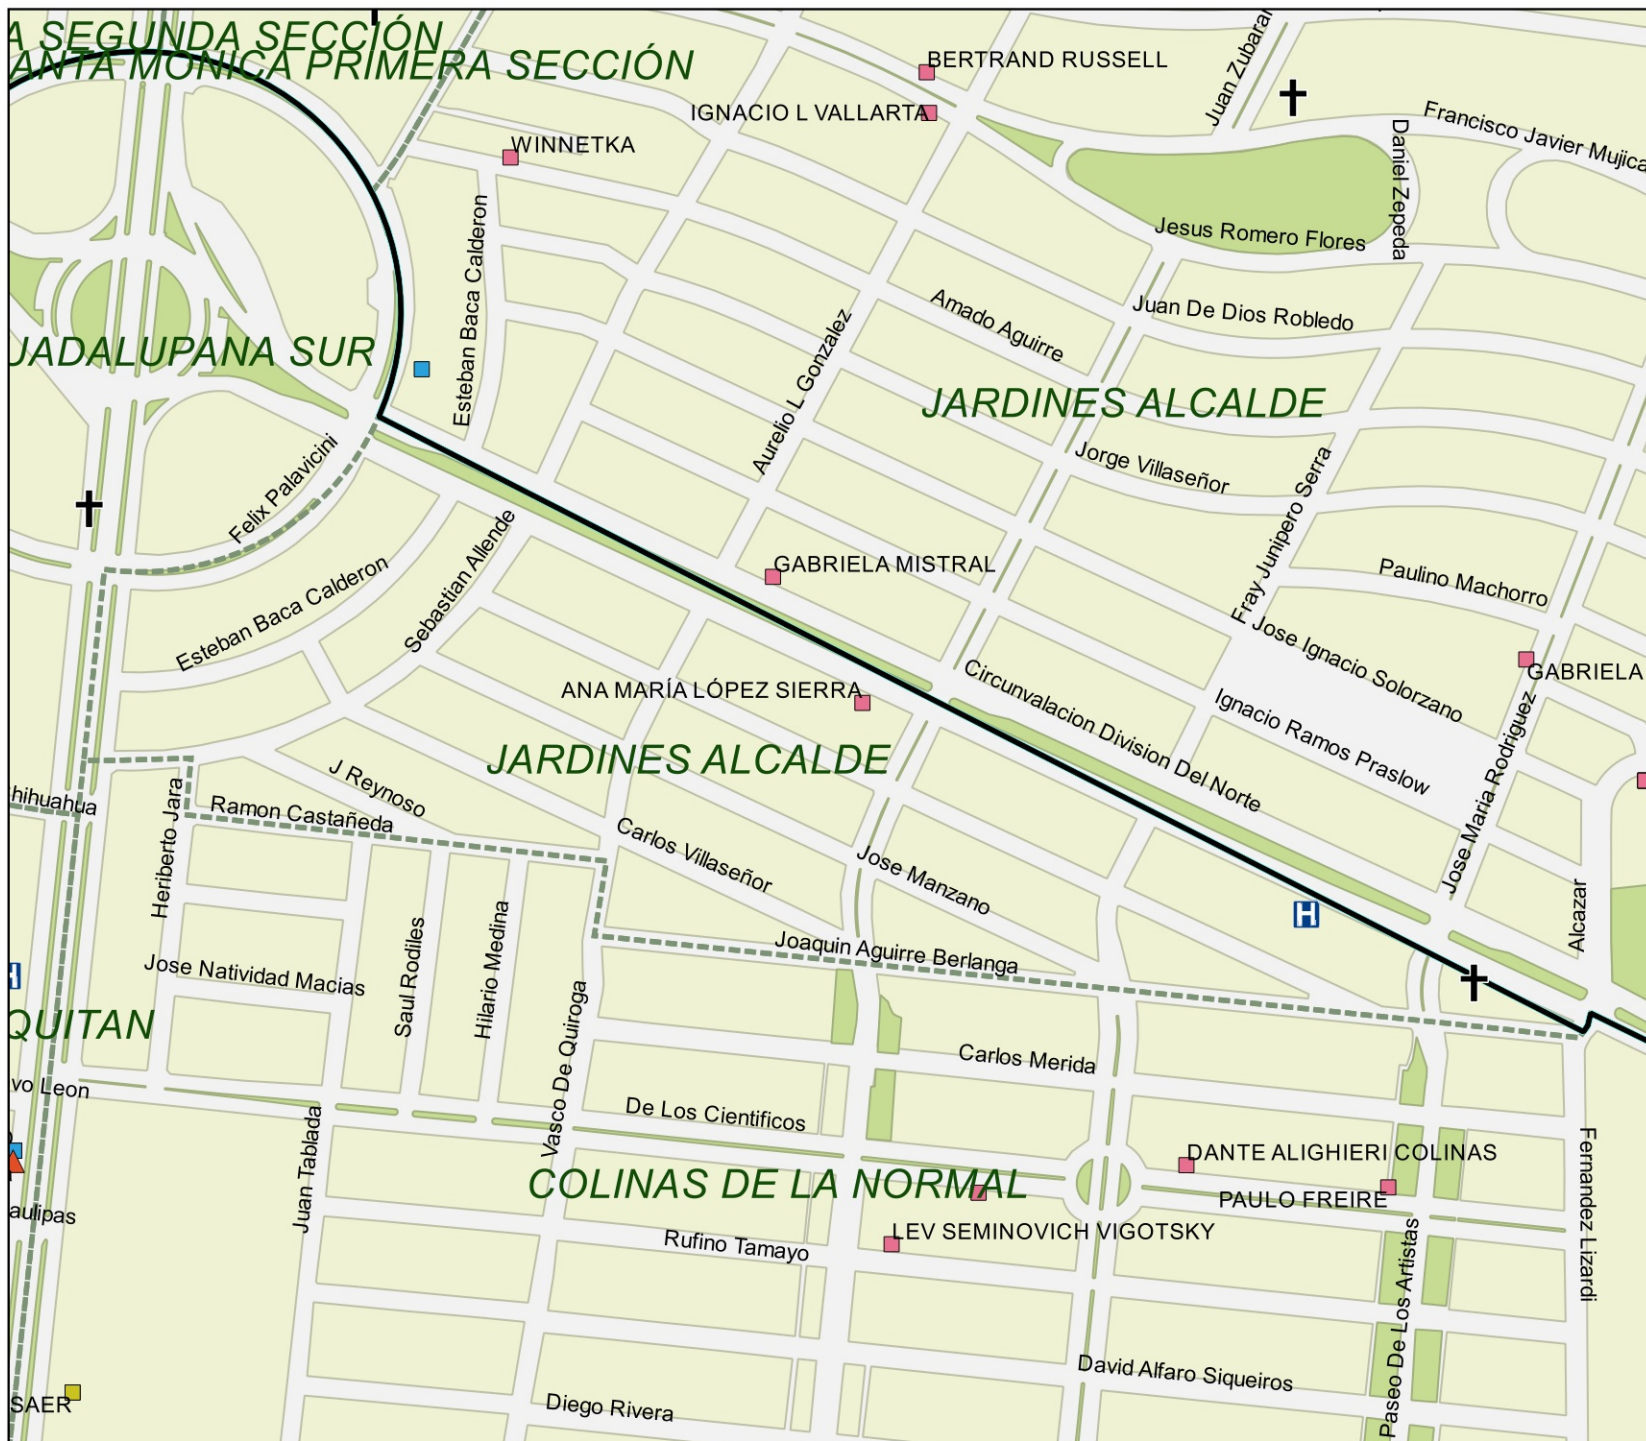 A SEGUNDA SECCIÓN
ANTA MONICA PRIMERA SECCIÓN
BERTRAND RUSSELL
Juan Zubaran
IGNACIO L VALLARTA
Francisco Javier Mujica
WINNETKA
Daniel Zepeda
Jesus Romero Flores
Esteban Baca Calderon
Amado Aguirre
Juan De Dios Robledo
UADALUPANA SUR
Aurelio L Gonzalez
JARDINES ALCALDE
Felix Palavicini
Jorge Villaseñor
Fray Junipero Serra
Sebastian Allende
GABRIELA MISTRAL
Paulino Machorro
Esteban Baca Calderon
Jose Ignacio Solorzano
GABRIELA
ANA MARÍA LÓPEZ SIERRA
Circunvalacion Division Del Norte
Ignacio Ramos Praslow
Jose Maria Rodriguez
JARDINES ALCALDE
J Reynoso
hihuahua
Heriberto Jara
Ramon Castañeda
Carlos Villaseñor
Jose Manzano
H
Alcazar
Saul Rodiles
Hilario Medina
Joaquin Aguirre Berlanga
Jose Natividad Macias
H
QUITAN
Vasco De Quiroga
Carlos Merida
vo Leon
De Los Cientificos
Juan Tablada
DANTE ALIGHIERI COLINAS
Fernandez Lizardi
COLINAS DE LA NORMAL
PAULO FREIRE
aulipas
LEV SEMINOVICH VIGOTSKY
Rufino Tamayo
Paseo De Los Artistas
David Alfaro Siqueiros
SAER
Diego Rivera